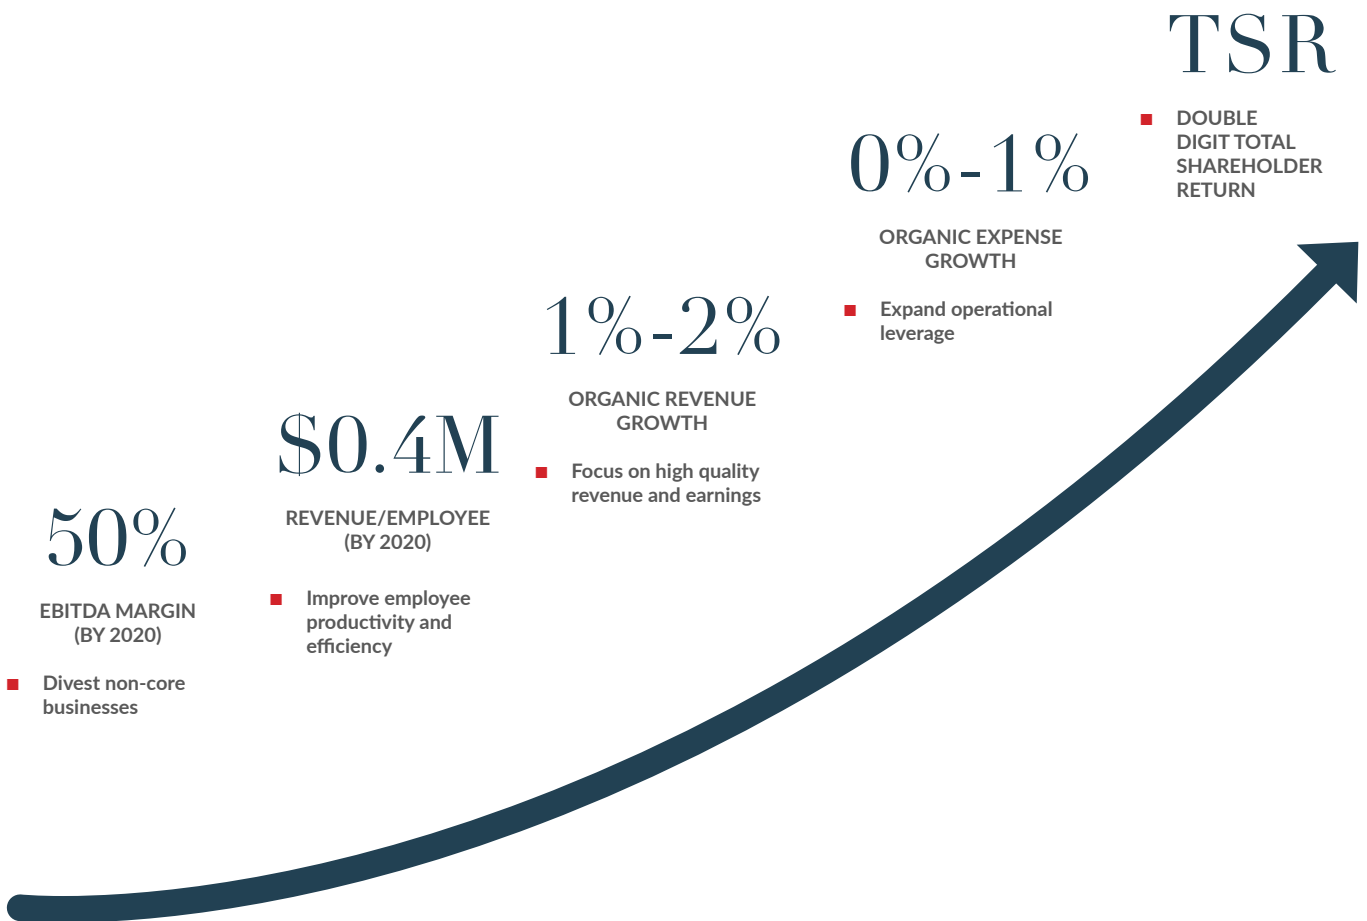 50%
EBITDA MARGIN
(BY 2020)
Divest non-core
businesses
$0.4M
REVENUE/EMPLOYEE
(BY 2020)
Improve employee
productivity and
efficiency
1%-2%
ORGANIC REVENUE
GROWTH
Focus on high quality
revenue and earnings
0%-1%
ORGANIC EXPENSE
GROWTH
Expand operational
leverage
TSR
DOUBLE
DIGIT TOTAL
SHAREHOLDER
RETURN